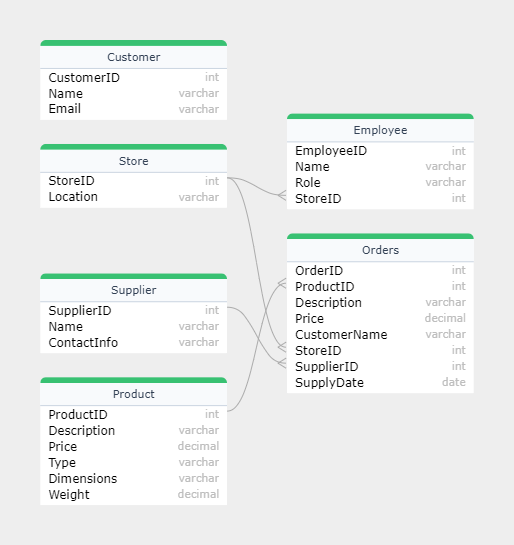 Customer
CustomerID int
Name varchar
Email varchar
Store
StoreID int
Location varchar
Supplier
SupplierID int
Name varchar
ContactInfo varchar
Product
ProductID int
Description varchar
Price decimal
Type varchar
Dimensions varchar
Weight decimal
Employee
EmployeeID int
Name varchar
Role varchar
StoreID int
Orders
OrderID int
ProductID int
Description varchar
Price decimal
CustomerName varchar
StoreID int
SupplierID int
SupplyDate date